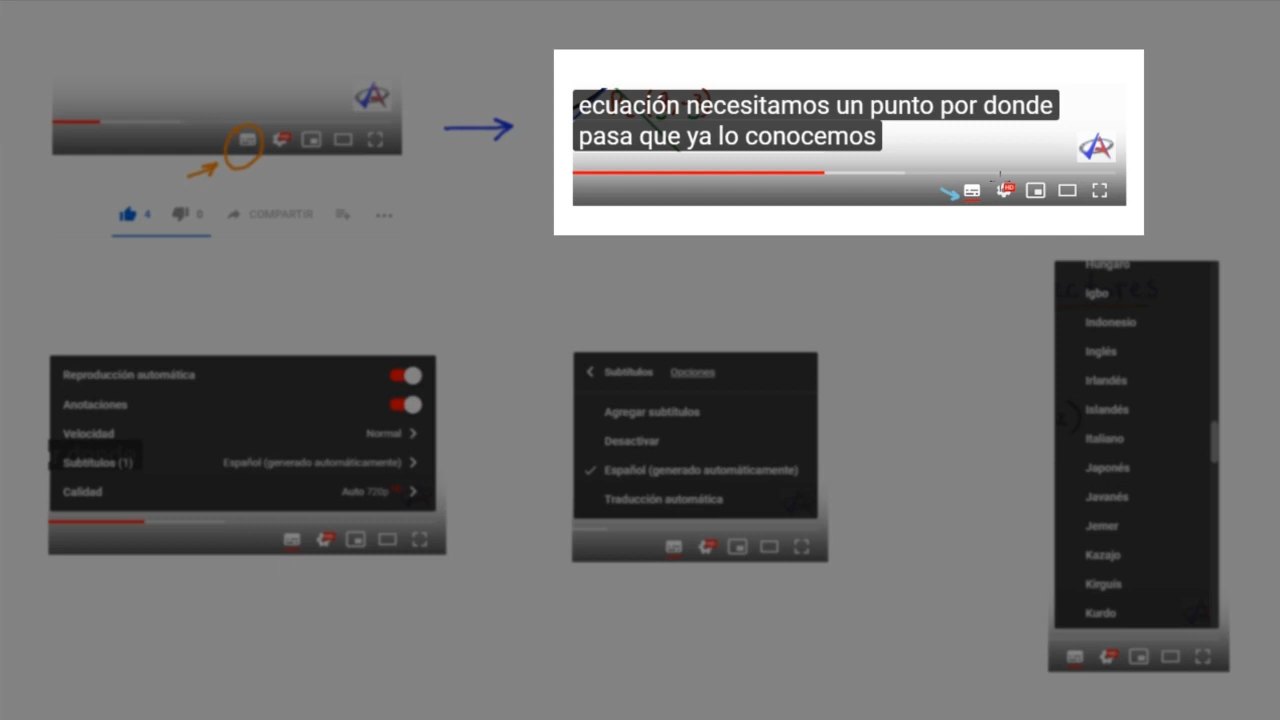 ecuación necesitamos un punto por donde
pasa que ya lo conocemos
HD
4
0
COMPARTIR
Reproducción automática
Anotaciones
Velocidad
Normal
Subtítulos (1)
Español (generado automáticamente)
Calidad
Auto 720p
Subtítulos
Opciones
Agregar subtítulos
Desactivar
Español (generado automáticamente)
Traducción automática
Húngaro
Igbo
Indonesio
Inglés
Irlandés
Islandés
Italiano
Japonés
Javanés
Jemer
Kazajo
Kirguís
Kurdo